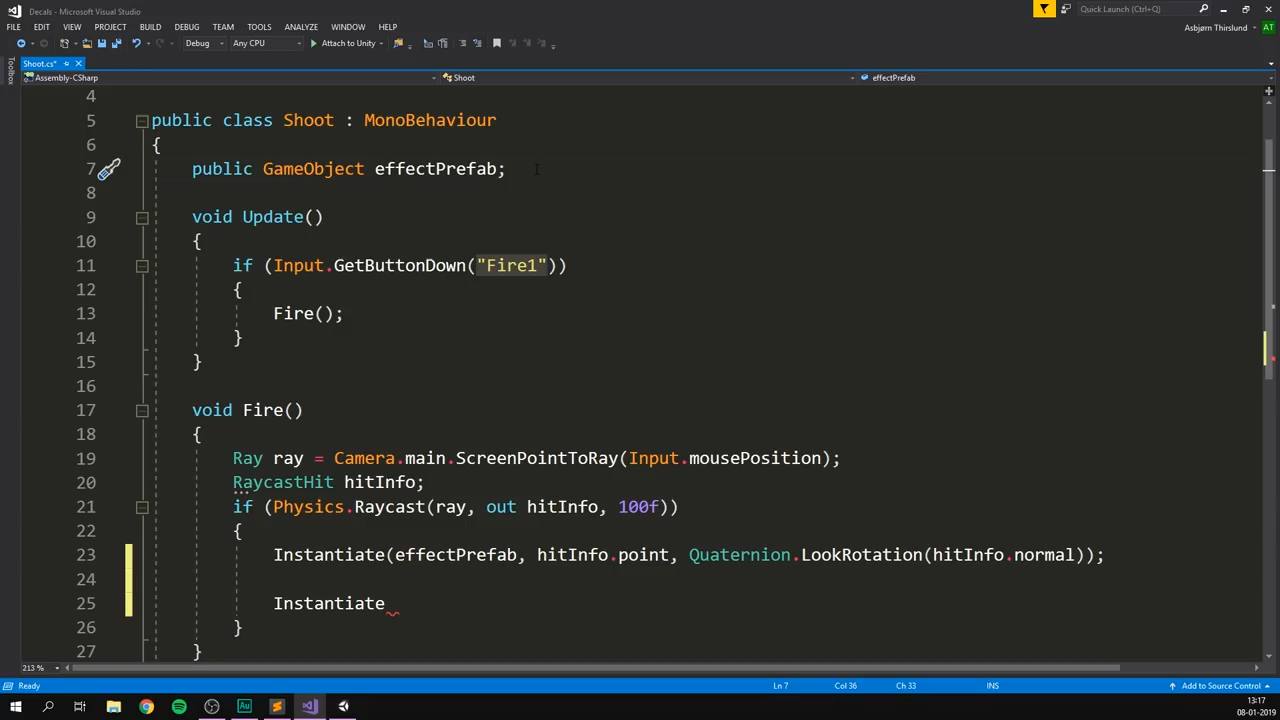 Decals - Microsoft Visual Studio
Quick Launch (Ctrl+Q)
FILE EDIT VIEW PROJECT BUILD DEBUG TEAM TOOLS ANALYZE WINDOW HELP
Asbjørn Thirslund AT
Debug Any CPU Attach to Unity
Toolbox
Shoot.cs*
Assembly-CSharp Shoot effectPrefab
4
5 public class Shoot : MonoBehaviour
6 {
7 public GameObject effectPrefab;
8
9 void Update()
10 {
11 if (Input.GetButtonDown("Fire1"))
12 {
13 Fire();
14 }
15 }
16
17 void Fire()
18 {
19 Ray ray = Camera.main.ScreenPointToRay(Input.mousePosition);
20 RaycastHit hitInfo;
21 if (Physics.Raycast(ray, out hitInfo, 100f))
22 {
23 Instantiate(effectPrefab, hitInfo.point, Quaternion.LookRotation(hitInfo.normal));
24
25 Instantiate
26 }
27 }
213 %
Ready Ln 7 Col 36 Ch 33 INS Add to Source Control
13:17
08-01-2019